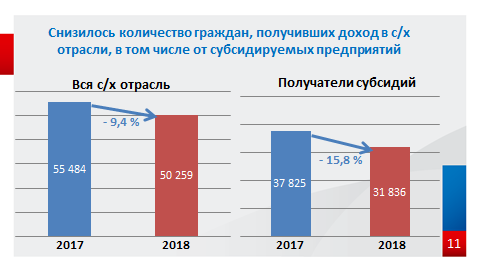 Снизилось количество граждан, получивших доход в с/х
отрасли, в том числе от субсидируемых предприятий
Вся с/х отрасль
- 9,4 %
55 484
50 259
2017
2018
Получатели субсидий
- 15,8 %
37 825
31 836
2017
2018
11